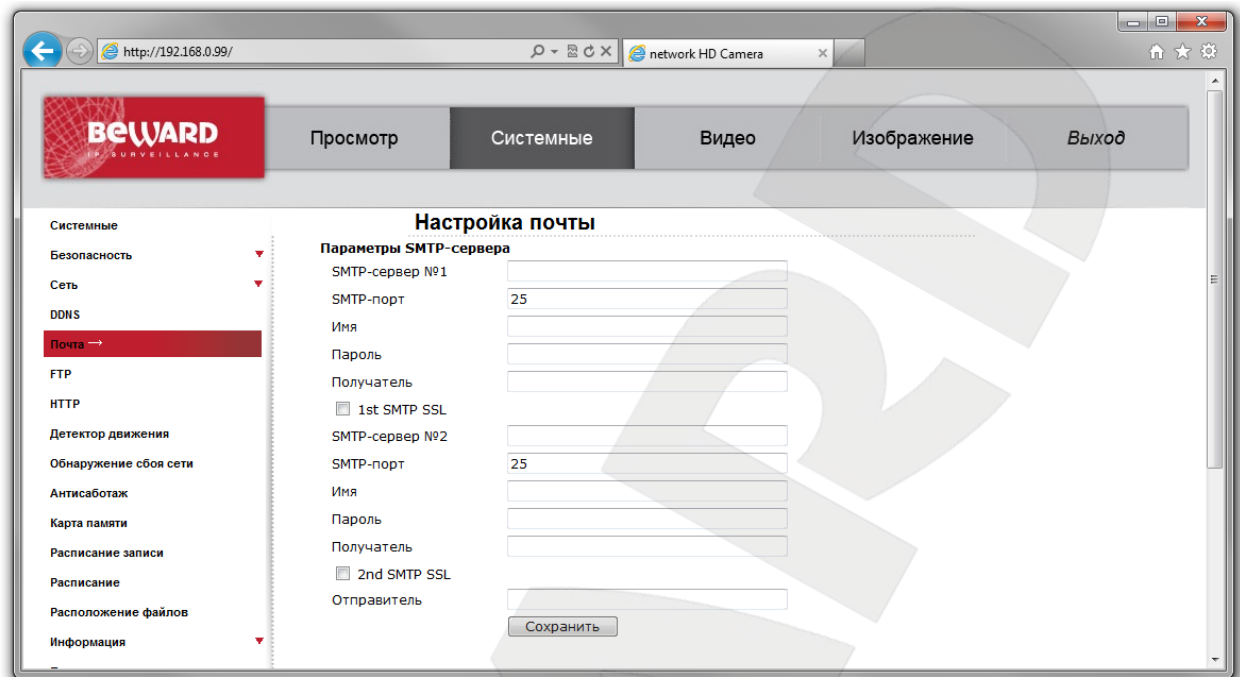 http://192.168.0.99/
network HD Camera
BEWARD
IP SURVEILLANCE
Просмотр
Системные
Видео
Изображение
Выход
Системные
Безопасность
Сеть
DDNS
Почта →
FTP
HTTP
Детектор движения
Обнаружение сбоя сети
Антисаботаж
Карта памяти
Расписание записи
Расписание
Расположение файлов
Информация
Настройка почты
Параметры SMTP-сервера
SMTP-сервер №1
SMTP-порт 25
Имя
Пароль
Получатель
1st SMTP SSL
SMTP-сервер №2
SMTP-порт 25
Имя
Пароль
Получатель
2nd SMTP SSL
Отправитель
Сохранить